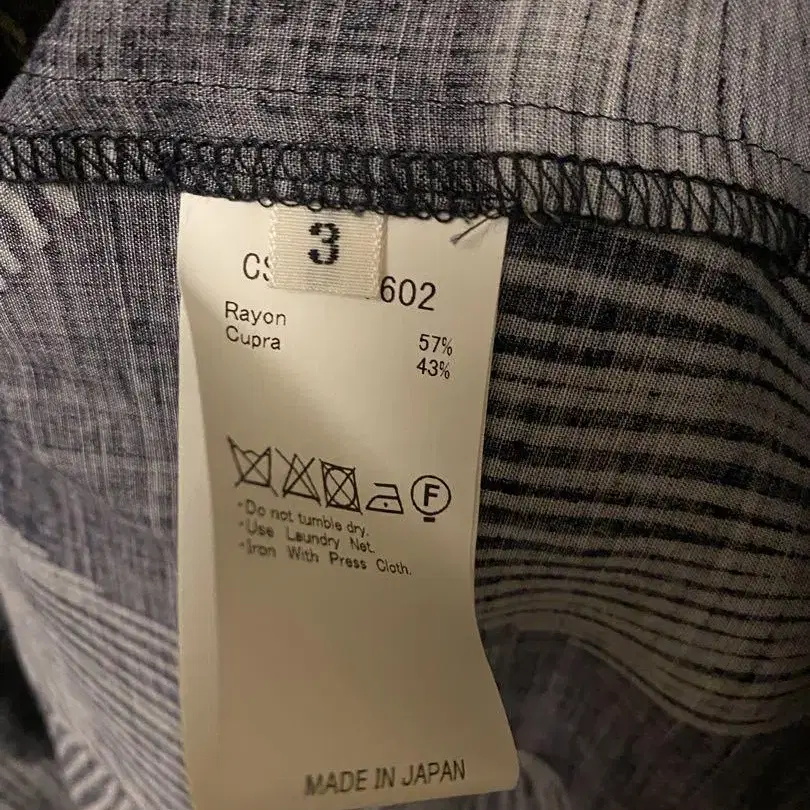 3
602
Rayon 57%
Cupra 43%
F
・Do not tumble dry.
・Use Laundry Net.
・Iron With Press Cloth.
MADE IN JAPAN